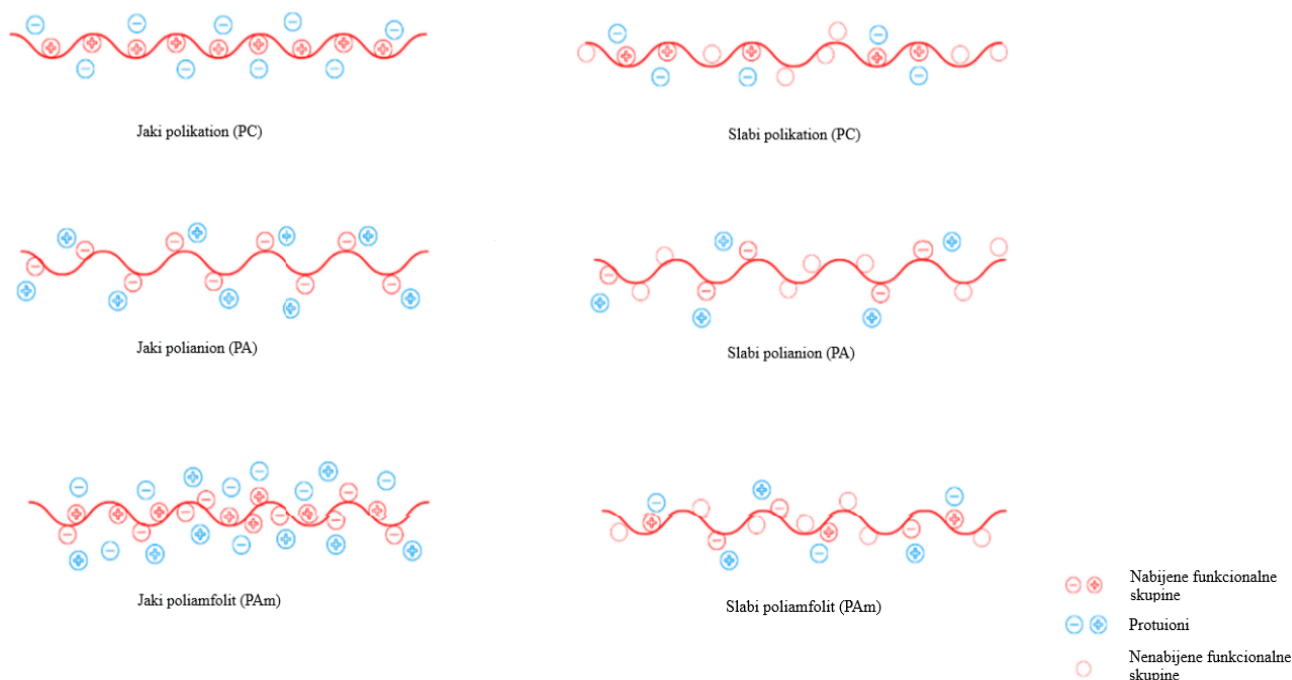 Jaki polikation (PC)
Slabi polikation (PC)
Jaki polianion (PA)
Slabi polianion (PA)
Jaki poliamfolit (PAm)
Slabi poliamfolit (PAm)
Nabijene funkcionalne
skupine
Protuioni
Nenabijene funkcionalne
skupine